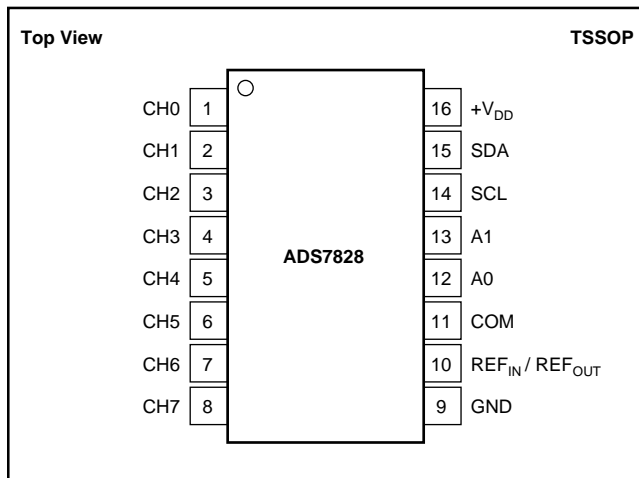 Top View TSSOP
CH0 1 16 +VDD
CH1 2 15 SDA
CH2 3 14 SCL
CH3 4 13 A1
ADS7828
CH4 5 12 A0
CH5 6 11 COM
CH6 7 10 REFIN / REFOUT
CH7 8 9 GND